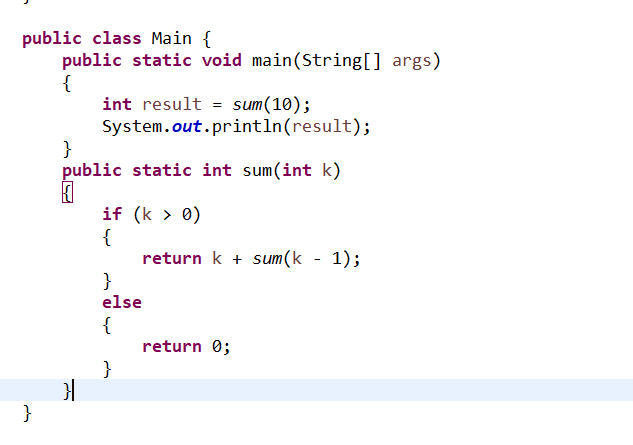 }
public class Main {
    public static void main(String[] args)
    {
        int result = sum(10);
        System.out.println(result);
    }
    public static int sum(int k)
    {
        if (k > 0)
        {
            return k + sum(k - 1);
        }
        else
        {
            return 0;
        }
    }
}